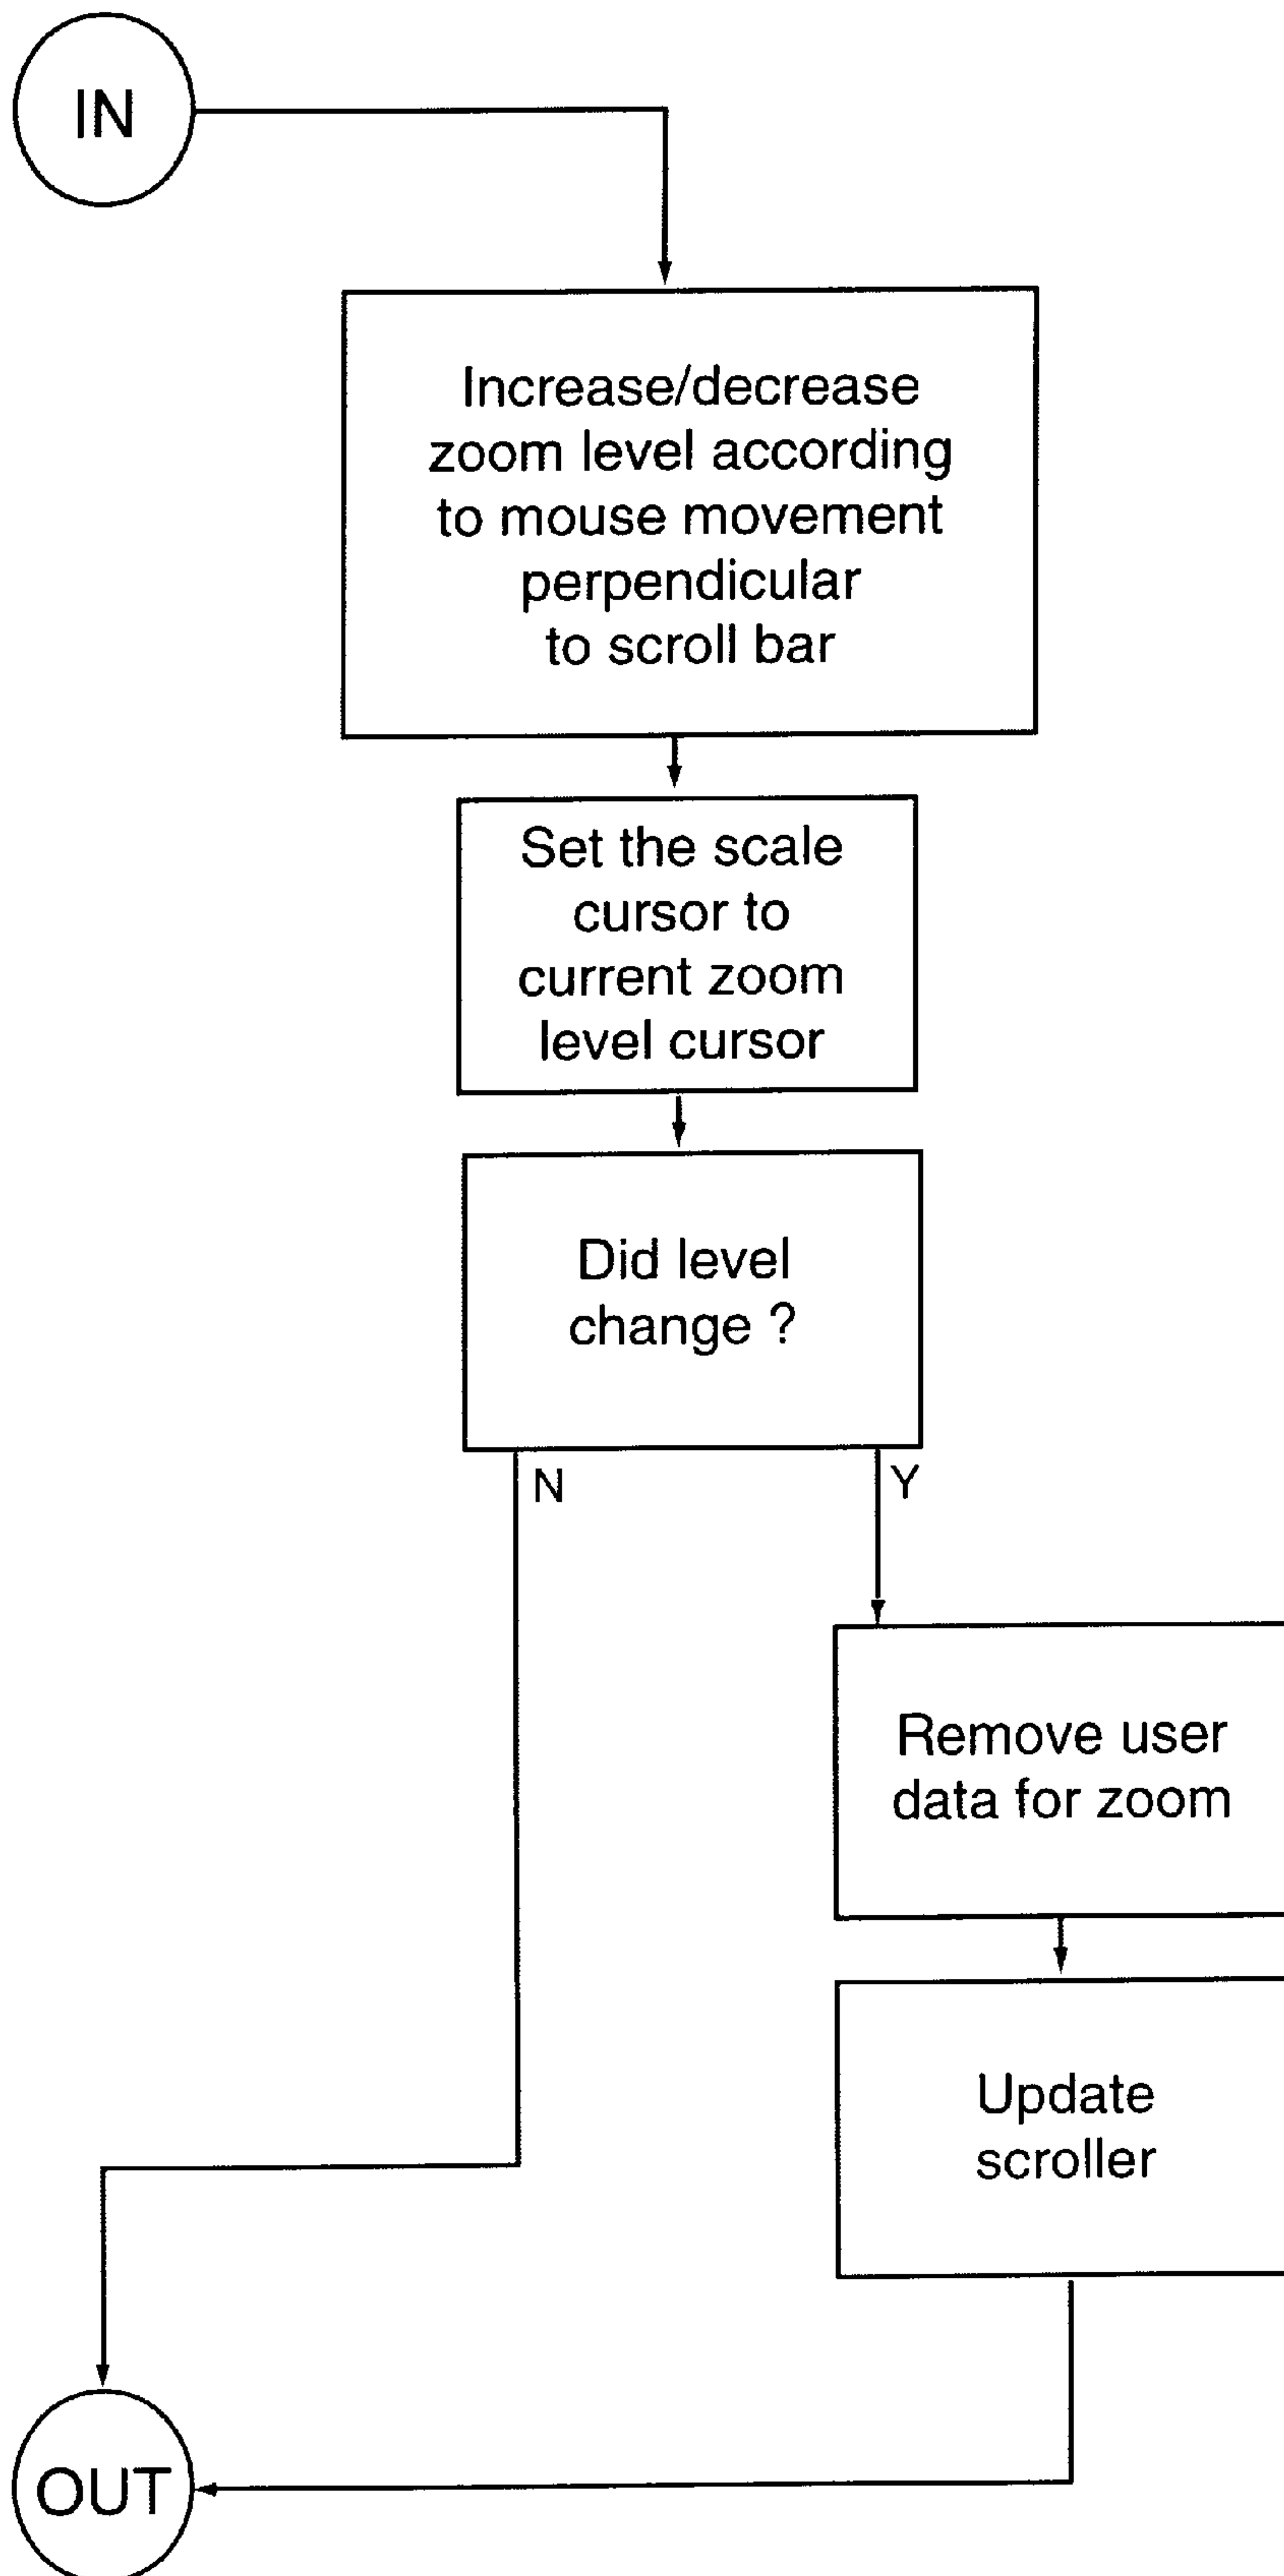 IN
Increase/decrease
zoom level according
to mouse movement
perpendicular
to scroll bar
Set the scale
cursor to
current zoom
level cursor
Did level
change ?
N
Y
Remove user
data for zoom
Update
scroller
OUT